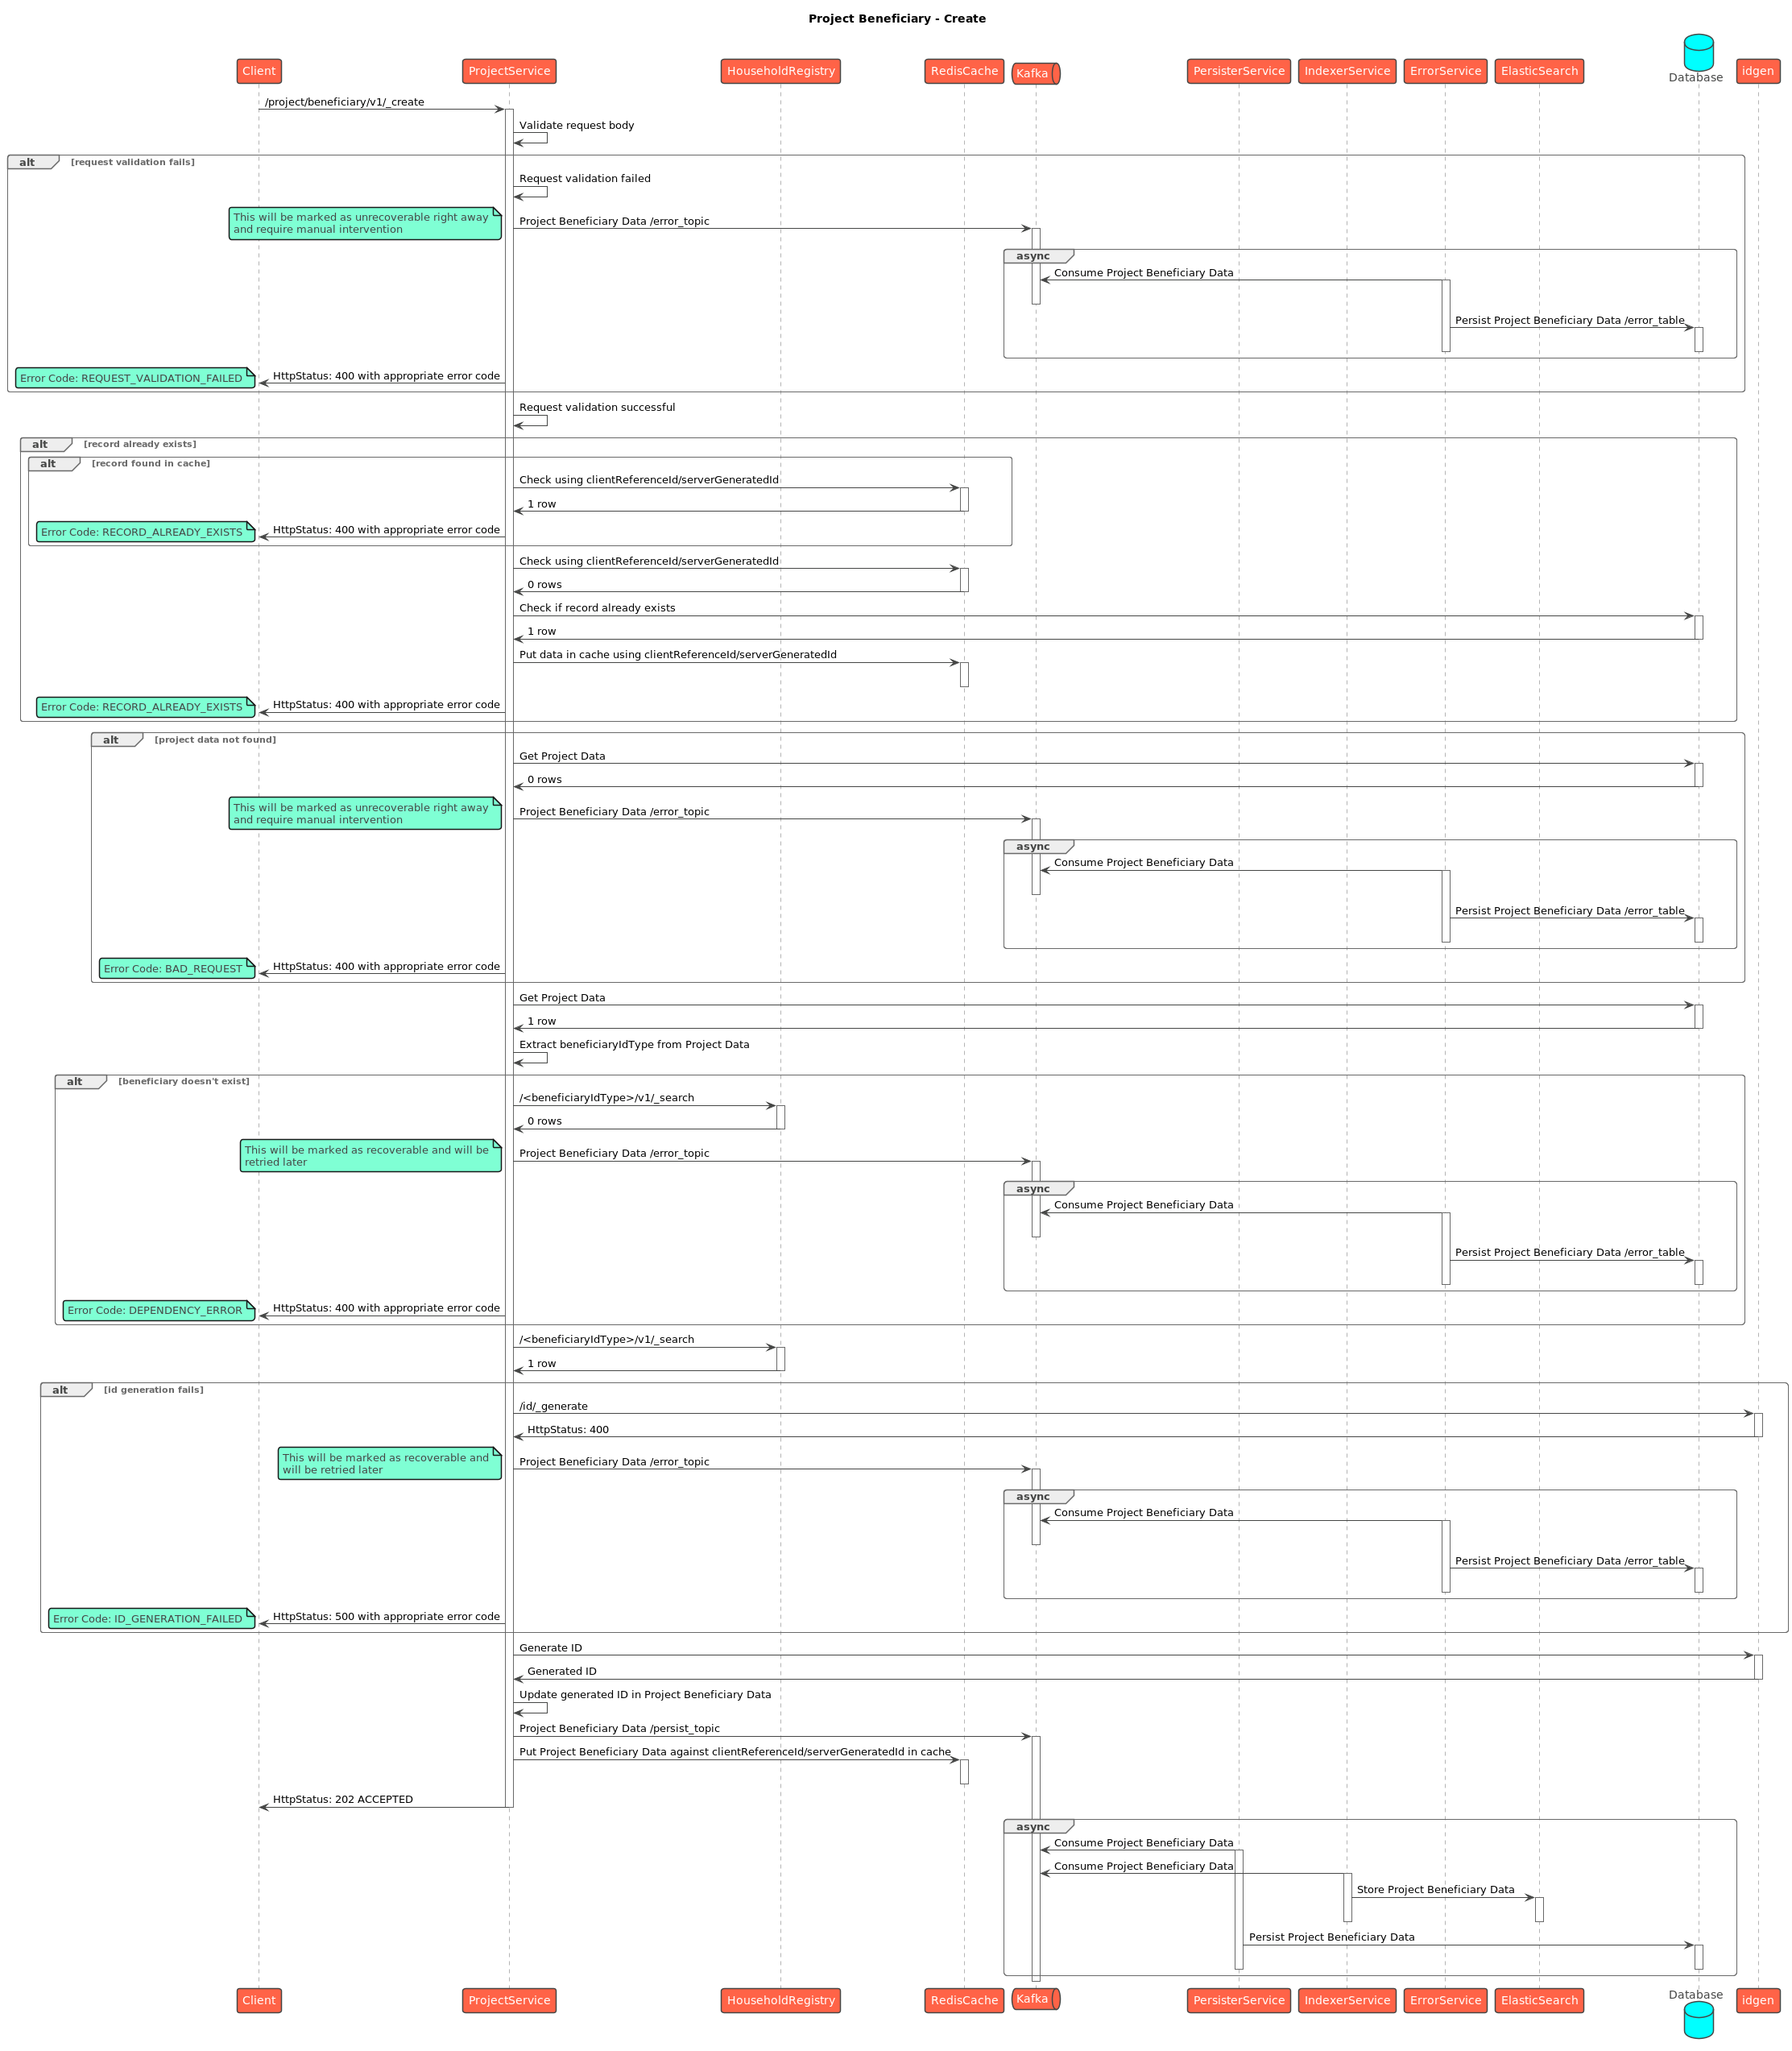 Project Beneficiary - Create
Client
ProjectService
HouseholdRegistry
RedisCache
Kafka
PersisterService
IndexerService
ErrorService
ElasticSearch
Database
idgen
/project/beneficiary/v1/_create
Validate request body
alt [request validation fails]
Request validation failed
This will be marked as unrecoverable right away
and require manual intervention
Project Beneficiary Data /error_topic
async
Consume Project Beneficiary Data
Persist Project Beneficiary Data /error_table
Error Code: REQUEST_VALIDATION_FAILED
HttpStatus: 400 with appropriate error code
Request validation successful
alt [record already exists]
alt [record found in cache]
Check using clientReferenceId/serverGeneratedId
1 row
Error Code: RECORD_ALREADY_EXISTS
HttpStatus: 400 with appropriate error code
Check using clientReferenceId/serverGeneratedId
0 rows
Check if record already exists
1 row
Put data in cache using clientReferenceId/serverGeneratedId
Error Code: RECORD_ALREADY_EXISTS
HttpStatus: 400 with appropriate error code
alt [project data not found]
Get Project Data
0 rows
This will be marked as unrecoverable right away
and require manual intervention
Project Beneficiary Data /error_topic
async
Consume Project Beneficiary Data
Persist Project Beneficiary Data /error_table
Error Code: BAD_REQUEST
HttpStatus: 400 with appropriate error code
Get Project Data
1 row
Extract beneficiaryIdType from Project Data
alt [beneficiary doesn't exist]
/<beneficiaryIdType>/v1/_search
0 rows
This will be marked as recoverable and will be
retried later
Project Beneficiary Data /error_topic
async
Consume Project Beneficiary Data
Persist Project Beneficiary Data /error_table
Error Code: DEPENDENCY_ERROR
HttpStatus: 400 with appropriate error code
/<beneficiaryIdType>/v1/_search
1 row
alt [id generation fails]
/id/_generate
HttpStatus: 400
This will be marked as recoverable and
will be retried later
Project Beneficiary Data /error_topic
async
Consume Project Beneficiary Data
Persist Project Beneficiary Data /error_table
Error Code: ID_GENERATION_FAILED
HttpStatus: 500 with appropriate error code
Generate ID
Generated ID
Update generated ID in Project Beneficiary Data
Project Beneficiary Data /persist_topic
Put Project Beneficiary Data against clientReferenceId/serverGeneratedId in cache
HttpStatus: 202 ACCEPTED
async
Consume Project Beneficiary Data
Consume Project Beneficiary Data
Store Project Beneficiary Data
Persist Project Beneficiary Data
Client
ProjectService
HouseholdRegistry
RedisCache
Kafka
PersisterService
IndexerService
ErrorService
ElasticSearch
Database
idgen